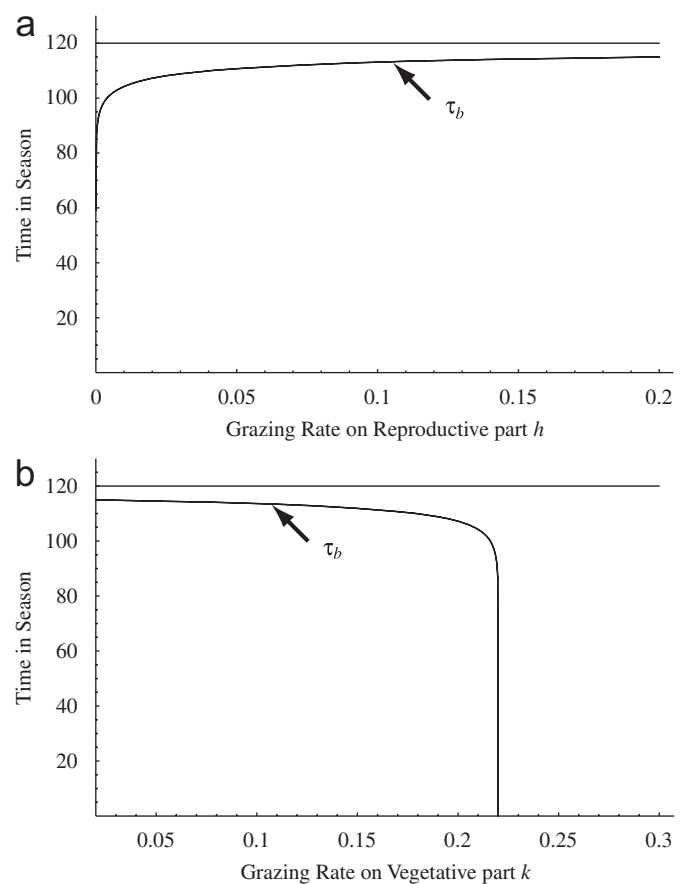 a
120
100
80
60
40
20
Time in Season
τb
0 0.05 0.1 0.15 0.2
Grazing Rate on Reproductive part h
b
120
100
80
60
40
20
Time in Season
τb
0.05 0.1 0.15 0.2 0.25 0.3
Grazing Rate on Vegetative part k